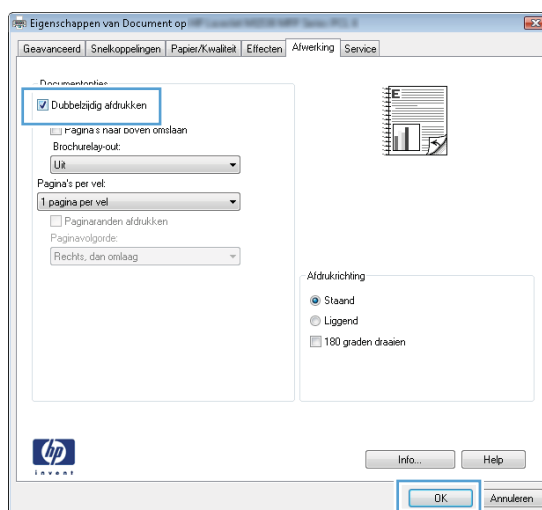 Eigenschappen van Document op
Geavanceerd Snelkoppelingen Papier/Kwaliteit Effecten Afwerking Service
Documentopties
Dubbelzijdig afdrukken
Pagina's naar boven omslaan
Brochurelay-out:
Uit
Pagina's per vel:
1 pagina per vel
Paginaranden afdrukken
Paginavolgorde:
Rechts, dan omlaag
E
Afdrukrichting
Staand
Liggend
180 graden draaien
hp
invent
Info... Help
OK Annuleren